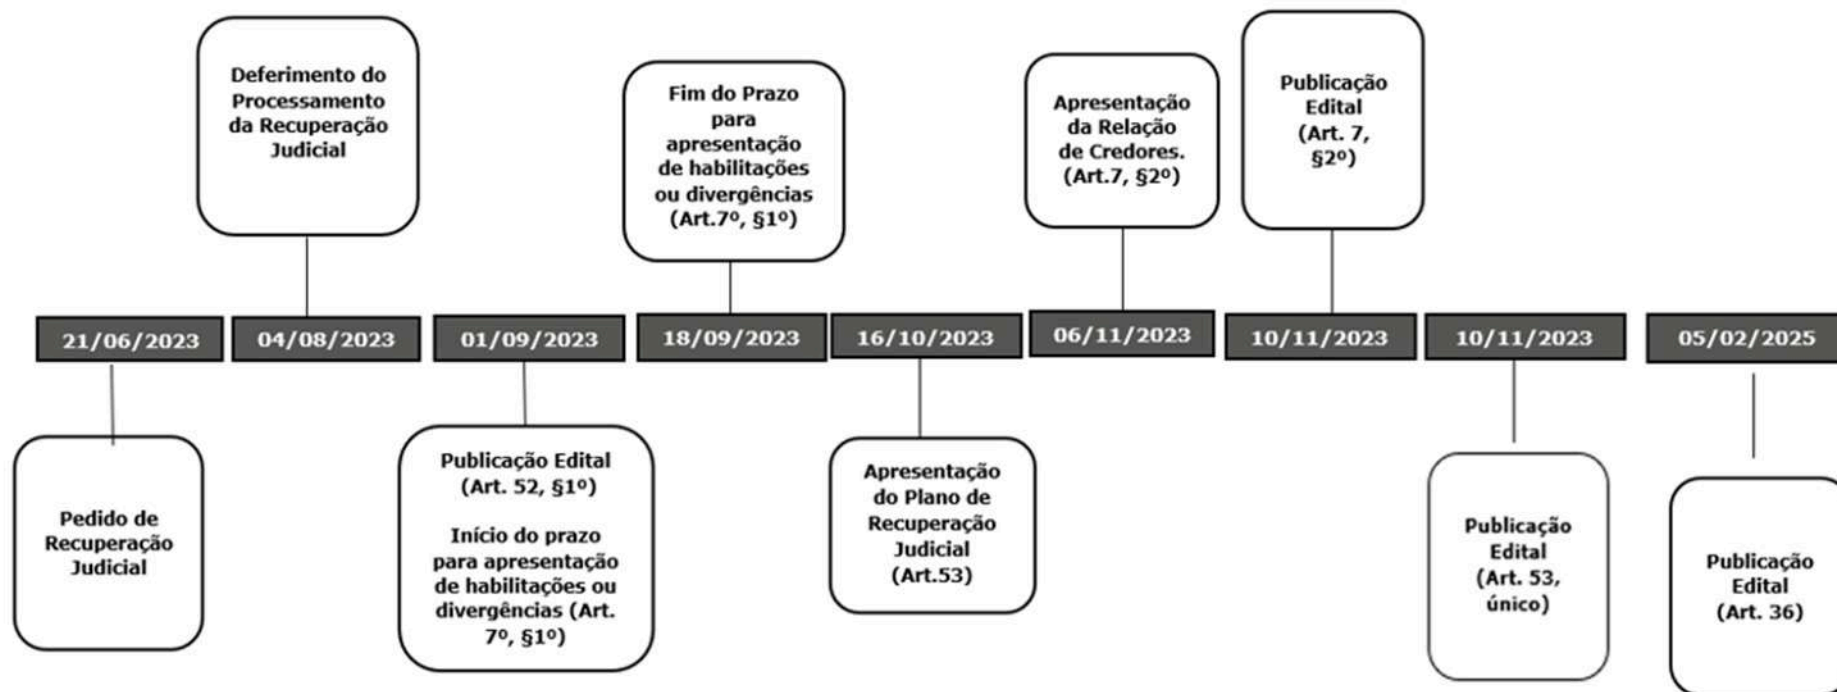 Deferimento do
Processamento
da Recuperação
Judicial
Fim do Prazo
para
apresentação
de habilitações
ou divergências
(Art.7º, §1º)
Apresentação
da Relação
de Credores.
(Art.7, §2º)
Publicação
Edital
(Art. 7,
§2º)
21/06/2023
04/08/2023
01/09/2023
18/09/2023
16/10/2023
06/11/2023
10/11/2023
10/11/2023
05/02/2025
Pedido de
Recuperação
Judicial
Publicação Edital
(Art. 52, §1º)
Início do prazo
para apresentação
de habilitações ou
divergências (Art.
7º, §1º)
Apresentação
do Plano de
Recuperação
Judicial
(Art.53)
Publicação
Edital
(Art. 53,
único)
Publicação
Edital
(Art. 36)